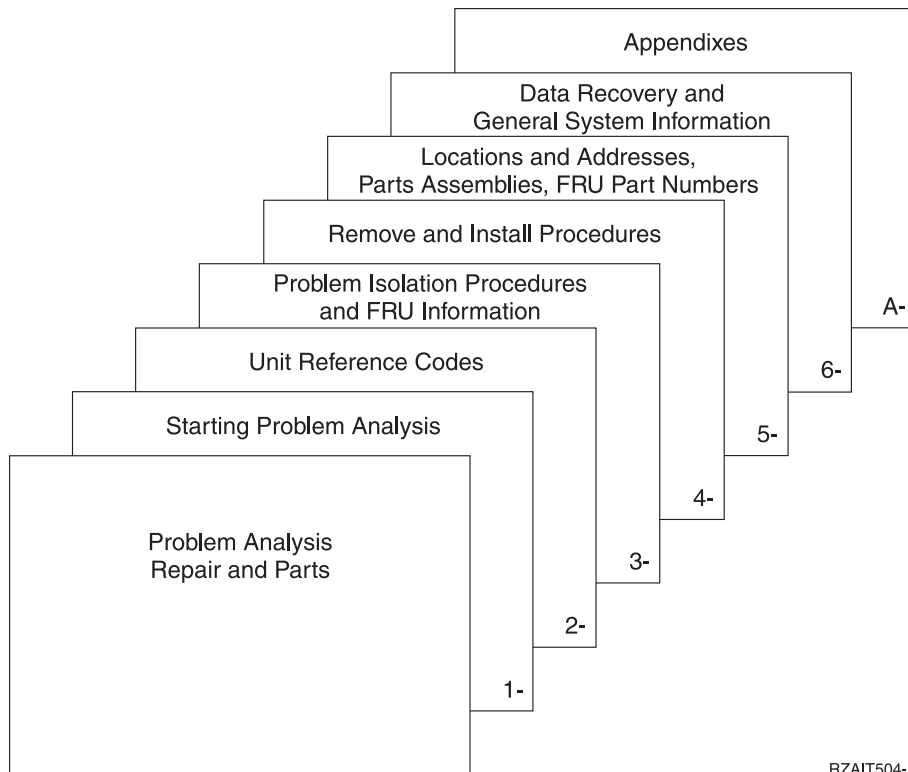 Appendixes
Data Recovery and
General System Information
Locations and Addresses,
Parts Assemblies, FRU Part Numbers
Remove and Install Procedures
Problem Isolation Procedures
and FRU Information
A-
Unit Reference Codes
6-
Starting Problem Analysis
5-
4-
Problem Analysis
Repair and Parts
3-
2-
1-
RZAIT504-